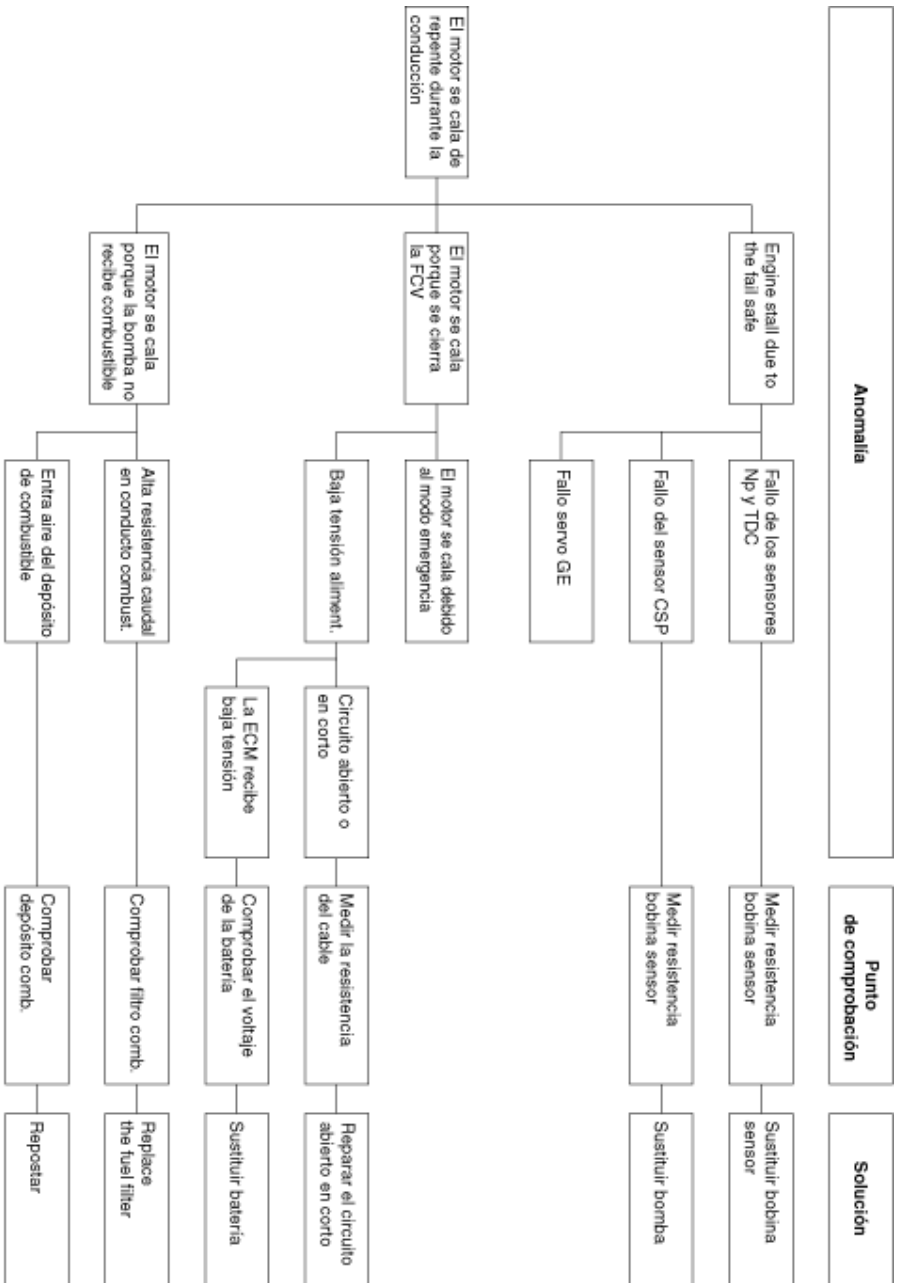 Anomalía
Punto
de comprobación
Solución
El motor se cala de
repente durante la
conducción
Engine stall due to
the fail safe
Fallo de los sensores
Np y TDC
Medir resistencia
bobina sensor
Sustituir bobina
sensor
Fallo del sensor CSP
Medir resistencia
bobina sensor
Sustituir bomba
Fallo servo GE
El motor se cala
porque se cierra
la FCV
El motor se cala debido
al modo emergencia
Baja tensión aliment.
Circuito abierto o
en corto
Medir la resistencia
del cable
Reparar el circuito
abierto en corto
La ECM recibe
baja tensión
Comprobar el voltaje
de la batería
Sustituir batería
El motor se cala
porque la bomba no
recibe combustible
Alta resistencia caudal
en conducto combust.
Comprobar filtro comb.
Replace
the fuel filter
Entra aire del depósito
de combustible
Comprobar
depósito comb.
Repostar